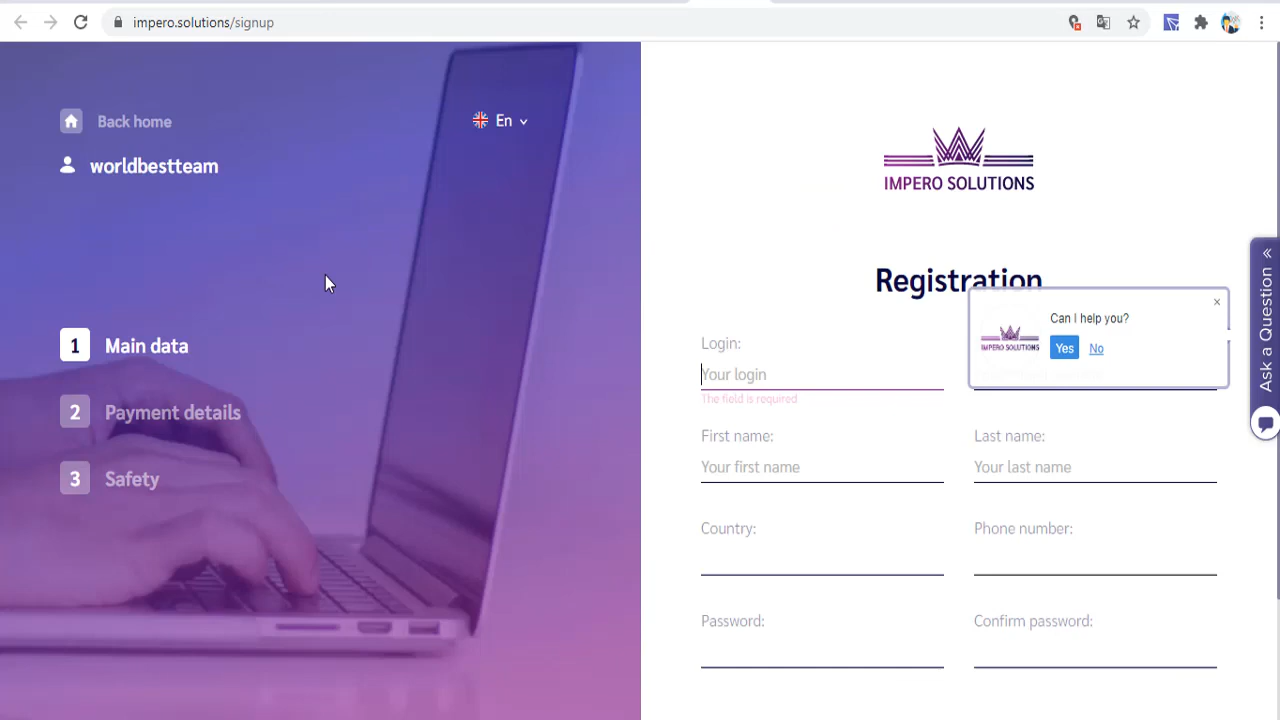 impero.solutions/signup
Back home
En
worldbestteam
1 Main data
2 Payment details
3 Safety
IMPERO SOLUTIONS
Registration
Can I help you?
IMPERO SOLUTIONS
Yes No
Ask a Question
Login:
Your login
The field is required
First name:
Your first name
Last name:
Your last name
Country:
Phone number:
Password:
Confirm password: